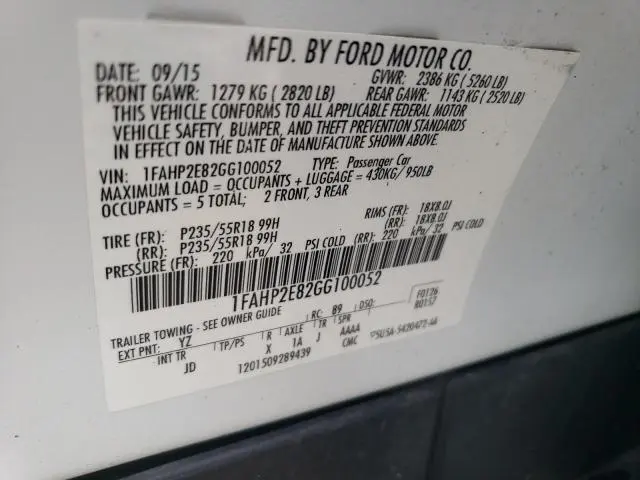 MFD. BY FORD MOTOR CO.
DATE: 09/15 GVWR: 2386 KG ( 5260 LB)
FRONT GAWR: 1279 KG ( 2820 LB) REAR GAWR: 1143 KG ( 2520 LB)
THIS VEHICLE CONFORMS TO ALL APPLICABLE FEDERAL MOTOR
VEHICLE SAFETY, BUMPER, AND THEFT PREVENTION STANDARDS
IN EFFECT ON THE DATE OF MANUFACTURE SHOWN ABOVE.
VIN: 1FAHP2E82GG100052 TYPE: Passenger Car
MAXIMUM LOAD = OCCUPANTS + LUGGAGE = 430KG/ 950LB
OCCUPANTS = 5 TOTAL; 2 FRONT, 3 REAR
TIRE (FR): P235/55R18 99H RIMS (FR): 18X8.0J
(RR): P235/55R18 99H (RR): 18X8.0J
PRESSURE (FR): 220 kPa/ 32 PSI COLD (RR): 220 kPa/ 32 PSI COLD
1FAHP2E82GG100052
TRAILER TOWING - SEE OWNER GUIDE RC: 89 DSO: F0126
R0157
EXT PNT: YZ
INT TR TP/PS R AXLE TR SPR
JD X 1A J AAAA
CMC
1201509289439